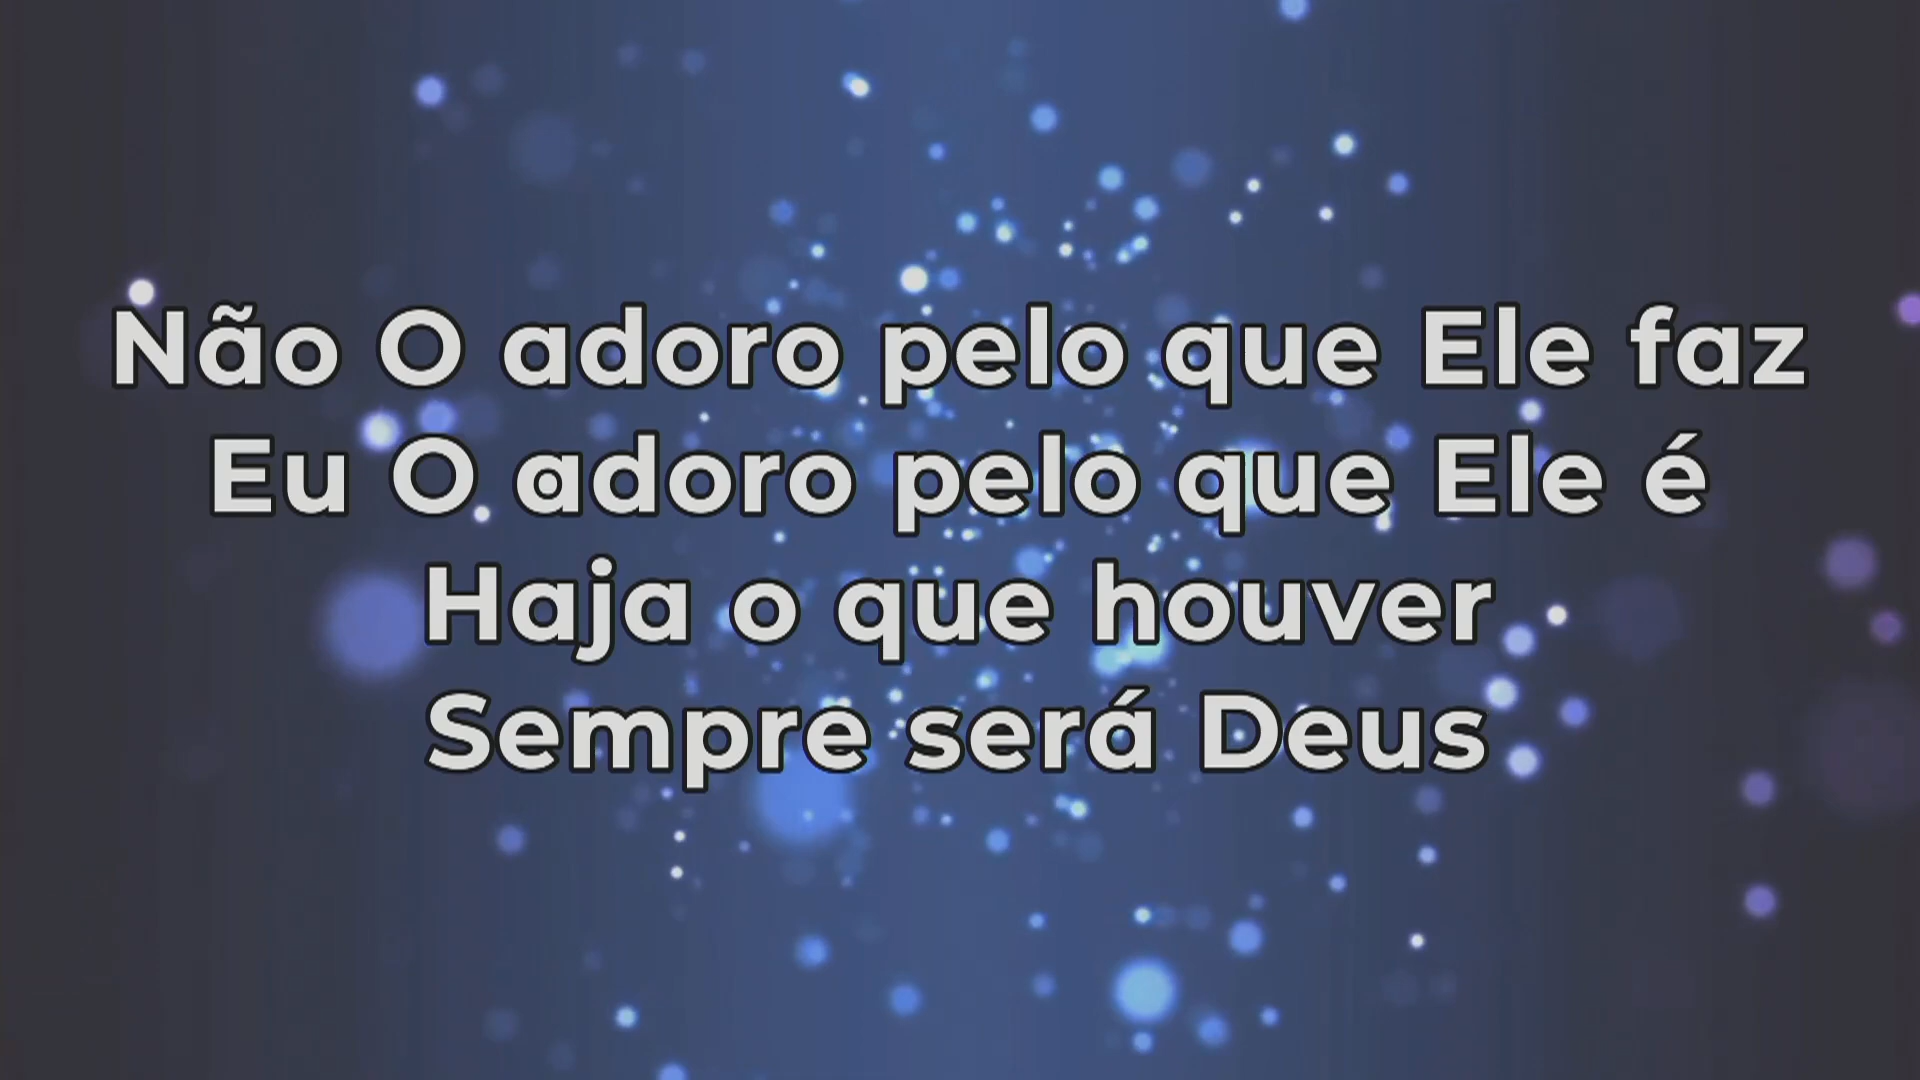 Não O adoro pelo que Ele faz
Eu O adoro pelo que Ele é
Haja o que houver
Sempre será Deus